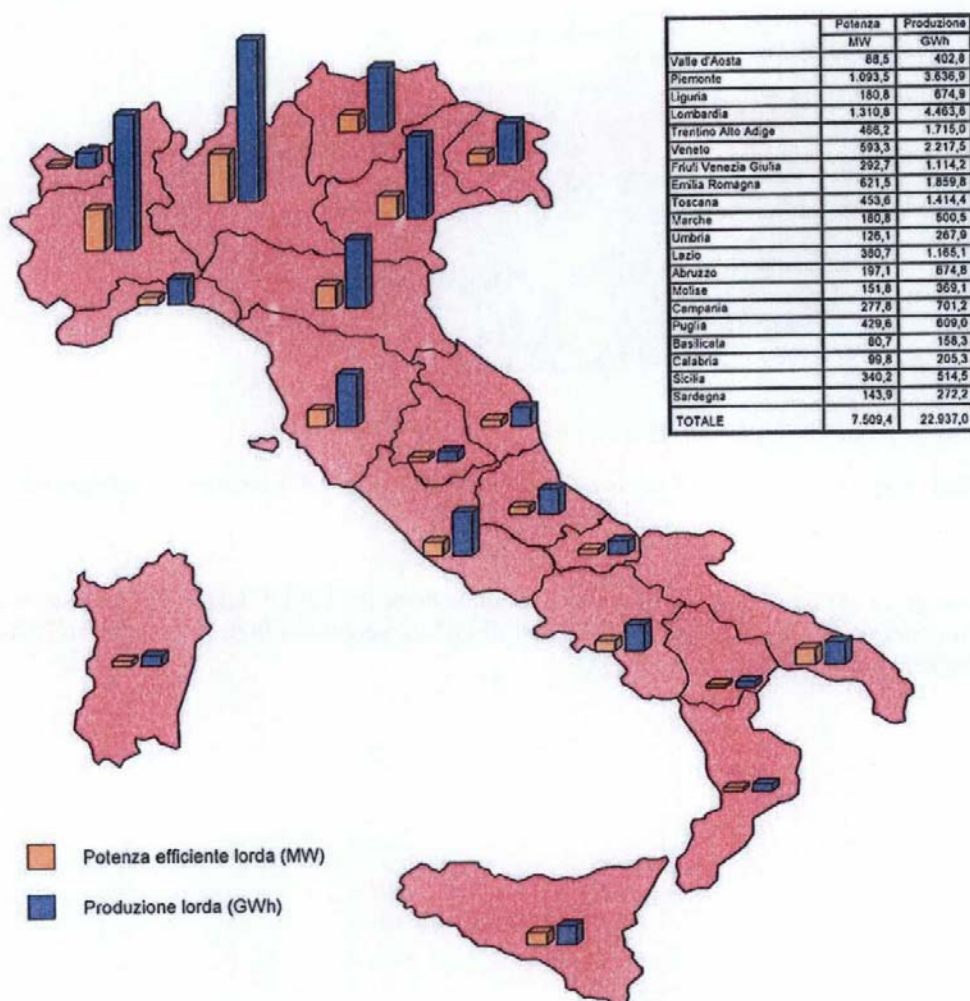 Potenza Produzione
MW GWh
Valle d'Aosta 88,5 402,8
Piemonte 1.093,5 3.636,9
Liguria 180,8 674,9
Lombardia 1.310,8 4.463,6
Trentino Alto Adige 466,2 1.715,0
Veneto 593,3 2.217,5
Friuli Venezia Giulia 292,7 1.114,2
Emilia Romagna 621,5 1.859,8
Toscana 453,6 1.414,4
Marche 180,8 500,5
Umbria 126,1 267,9
Lazio 380,7 1.165,1
Abruzzo 197,1 674,8
Molise 151,8 369,1
Campania 277,8 701,2
Puglia 429,6 609,0
Basilicata 80,7 158,3
Calabria 99,8 205,3
Sicilia 340,2 514,5
Sardegna 143,9 272,2
TOTALE 7.509,4 22.937,0
Potenza efficiente lorda (MW)
Produzione lorda (GWh)